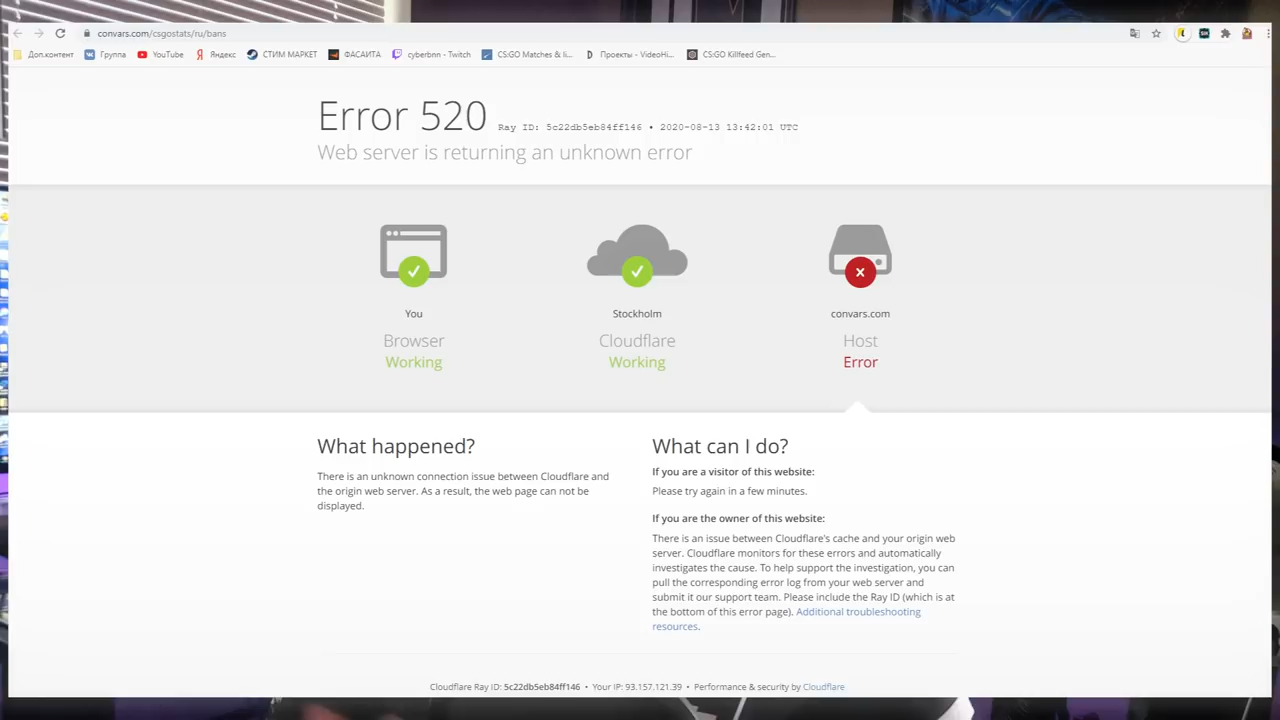 convars.com/csgostats/ru/bans
Доп.контент Группа YouTube Яндекс СТИМ МАРКЕТ ФАСАИТА cyberbnn - Twitch CS:GO Matches & li... Проекты - VideoHi... CS:GO Killfeed Gen...
Error 520 Ray ID: 5c22db5eb84ff146 • 2020-08-13 13:42:01 UTC
Web server is returning an unknown error
You
Browser
Working
Stockholm
Cloudflare
Working
convars.com
Host
Error
What happened?
There is an unknown connection issue between Cloudflare and
the origin web server. As a result, the web page can not be
displayed.
What can I do?
If you are a visitor of this website:
Please try again in a few minutes.
If you are the owner of this website:
There is an issue between Cloudflare's cache and your origin web
server. Cloudflare monitors for these errors and automatically
investigates the cause. To help support the investigation, you can
pull the corresponding error log from your web server and
submit it our support team. Please include the Ray ID (which is at
the bottom of this error page). Additional troubleshooting
resources.
Cloudflare Ray ID: 5c22db5eb84ff146 • Your IP: 93.157.121.39 • Performance & security by Cloudflare